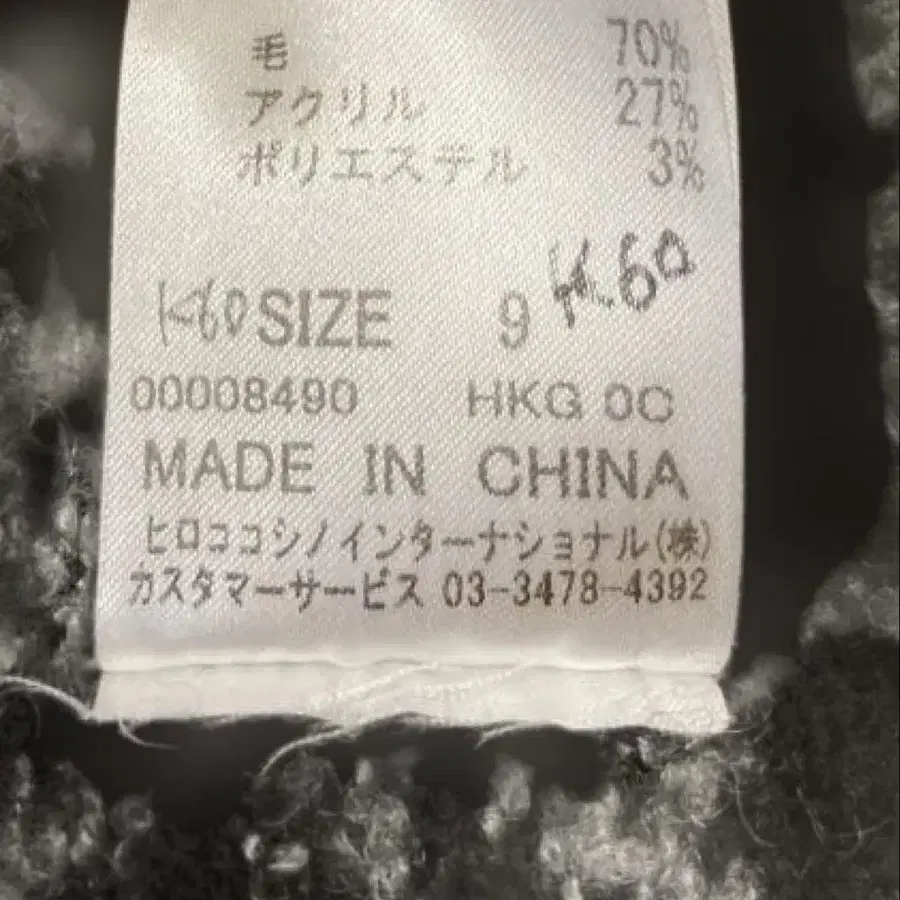 毛 70%
アクリル 27%
ポリエステル 3%
K60 SIZE 9 K.60
00008490 HKG 0C
MADE IN CHINA
ヒロココシノインターナショナル(株)
カスタマーサービス 03-3478-4392